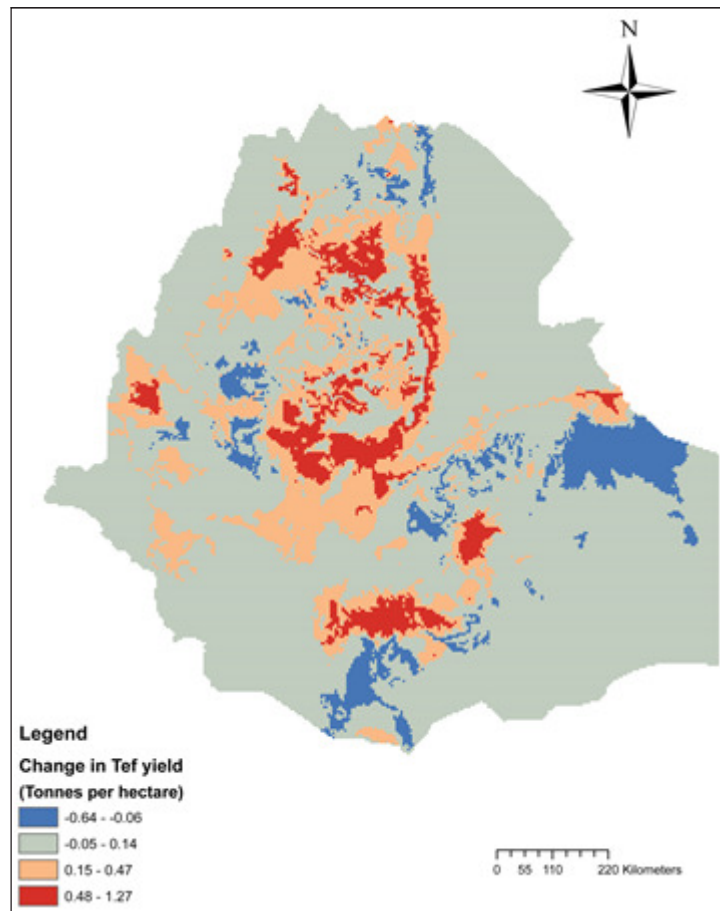 N
Legend
Change in Tef yield
(Tonnes per hectare)
-0.64 - -0.06
-0.05 - 0.14
0.15 - 0.47
0.48 - 1.27
0 55 110 220 Kilometers